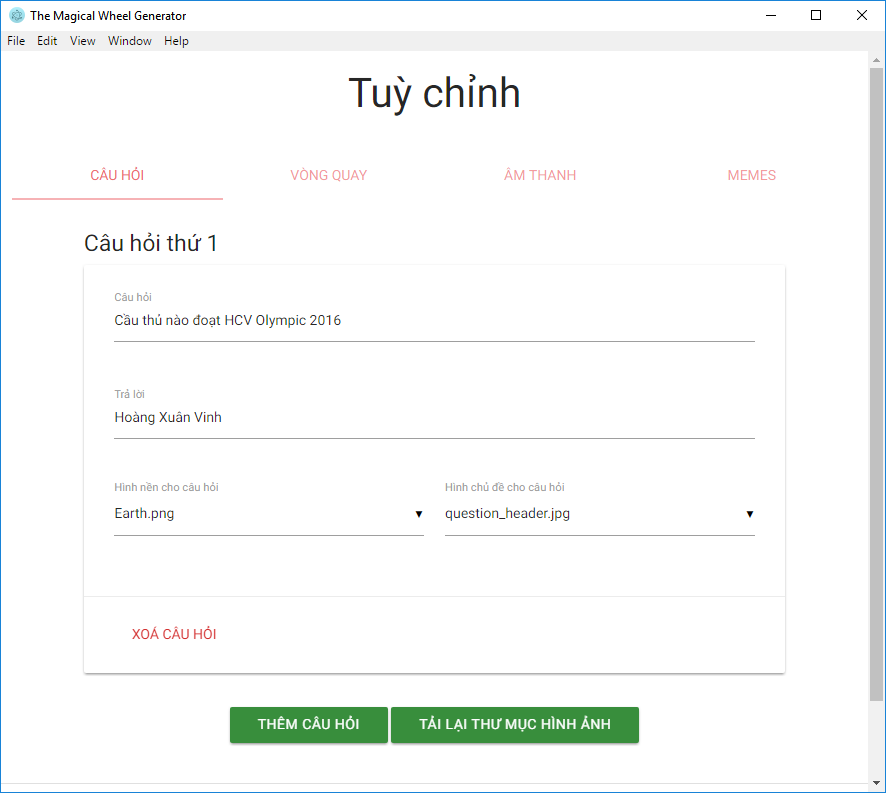 The Magical Wheel Generator
File Edit View Window Help
Tuỳ chỉnh
CÂU HỎI VÒNG QUAY ÂM THANH MEMES
Câu hỏi thứ 1
Câu hỏi
Cầu thủ nào đoạt HCV Olympic 2016
Trả lời
Hoàng Xuân Vinh
Hình nền cho câu hỏi Hình chủ đề cho câu hỏi
Earth.png question_header.jpg
XOÁ CÂU HỎI
THÊM CÂU HỎI TẢI LẠI THƯ MỤC HÌNH ẢNH